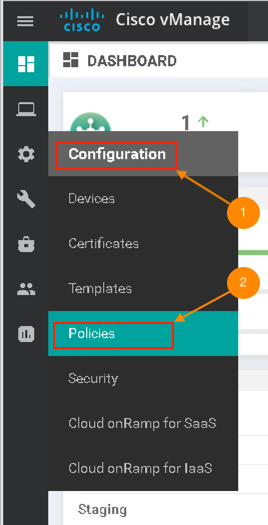 cisco
Cisco vManage
DASHBOARD
1
Configuration
1
Devices
Certificates
Templates
2
Policies
Security
Cloud onRamp for SaaS
Cloud onRamp for IaaS
Staging